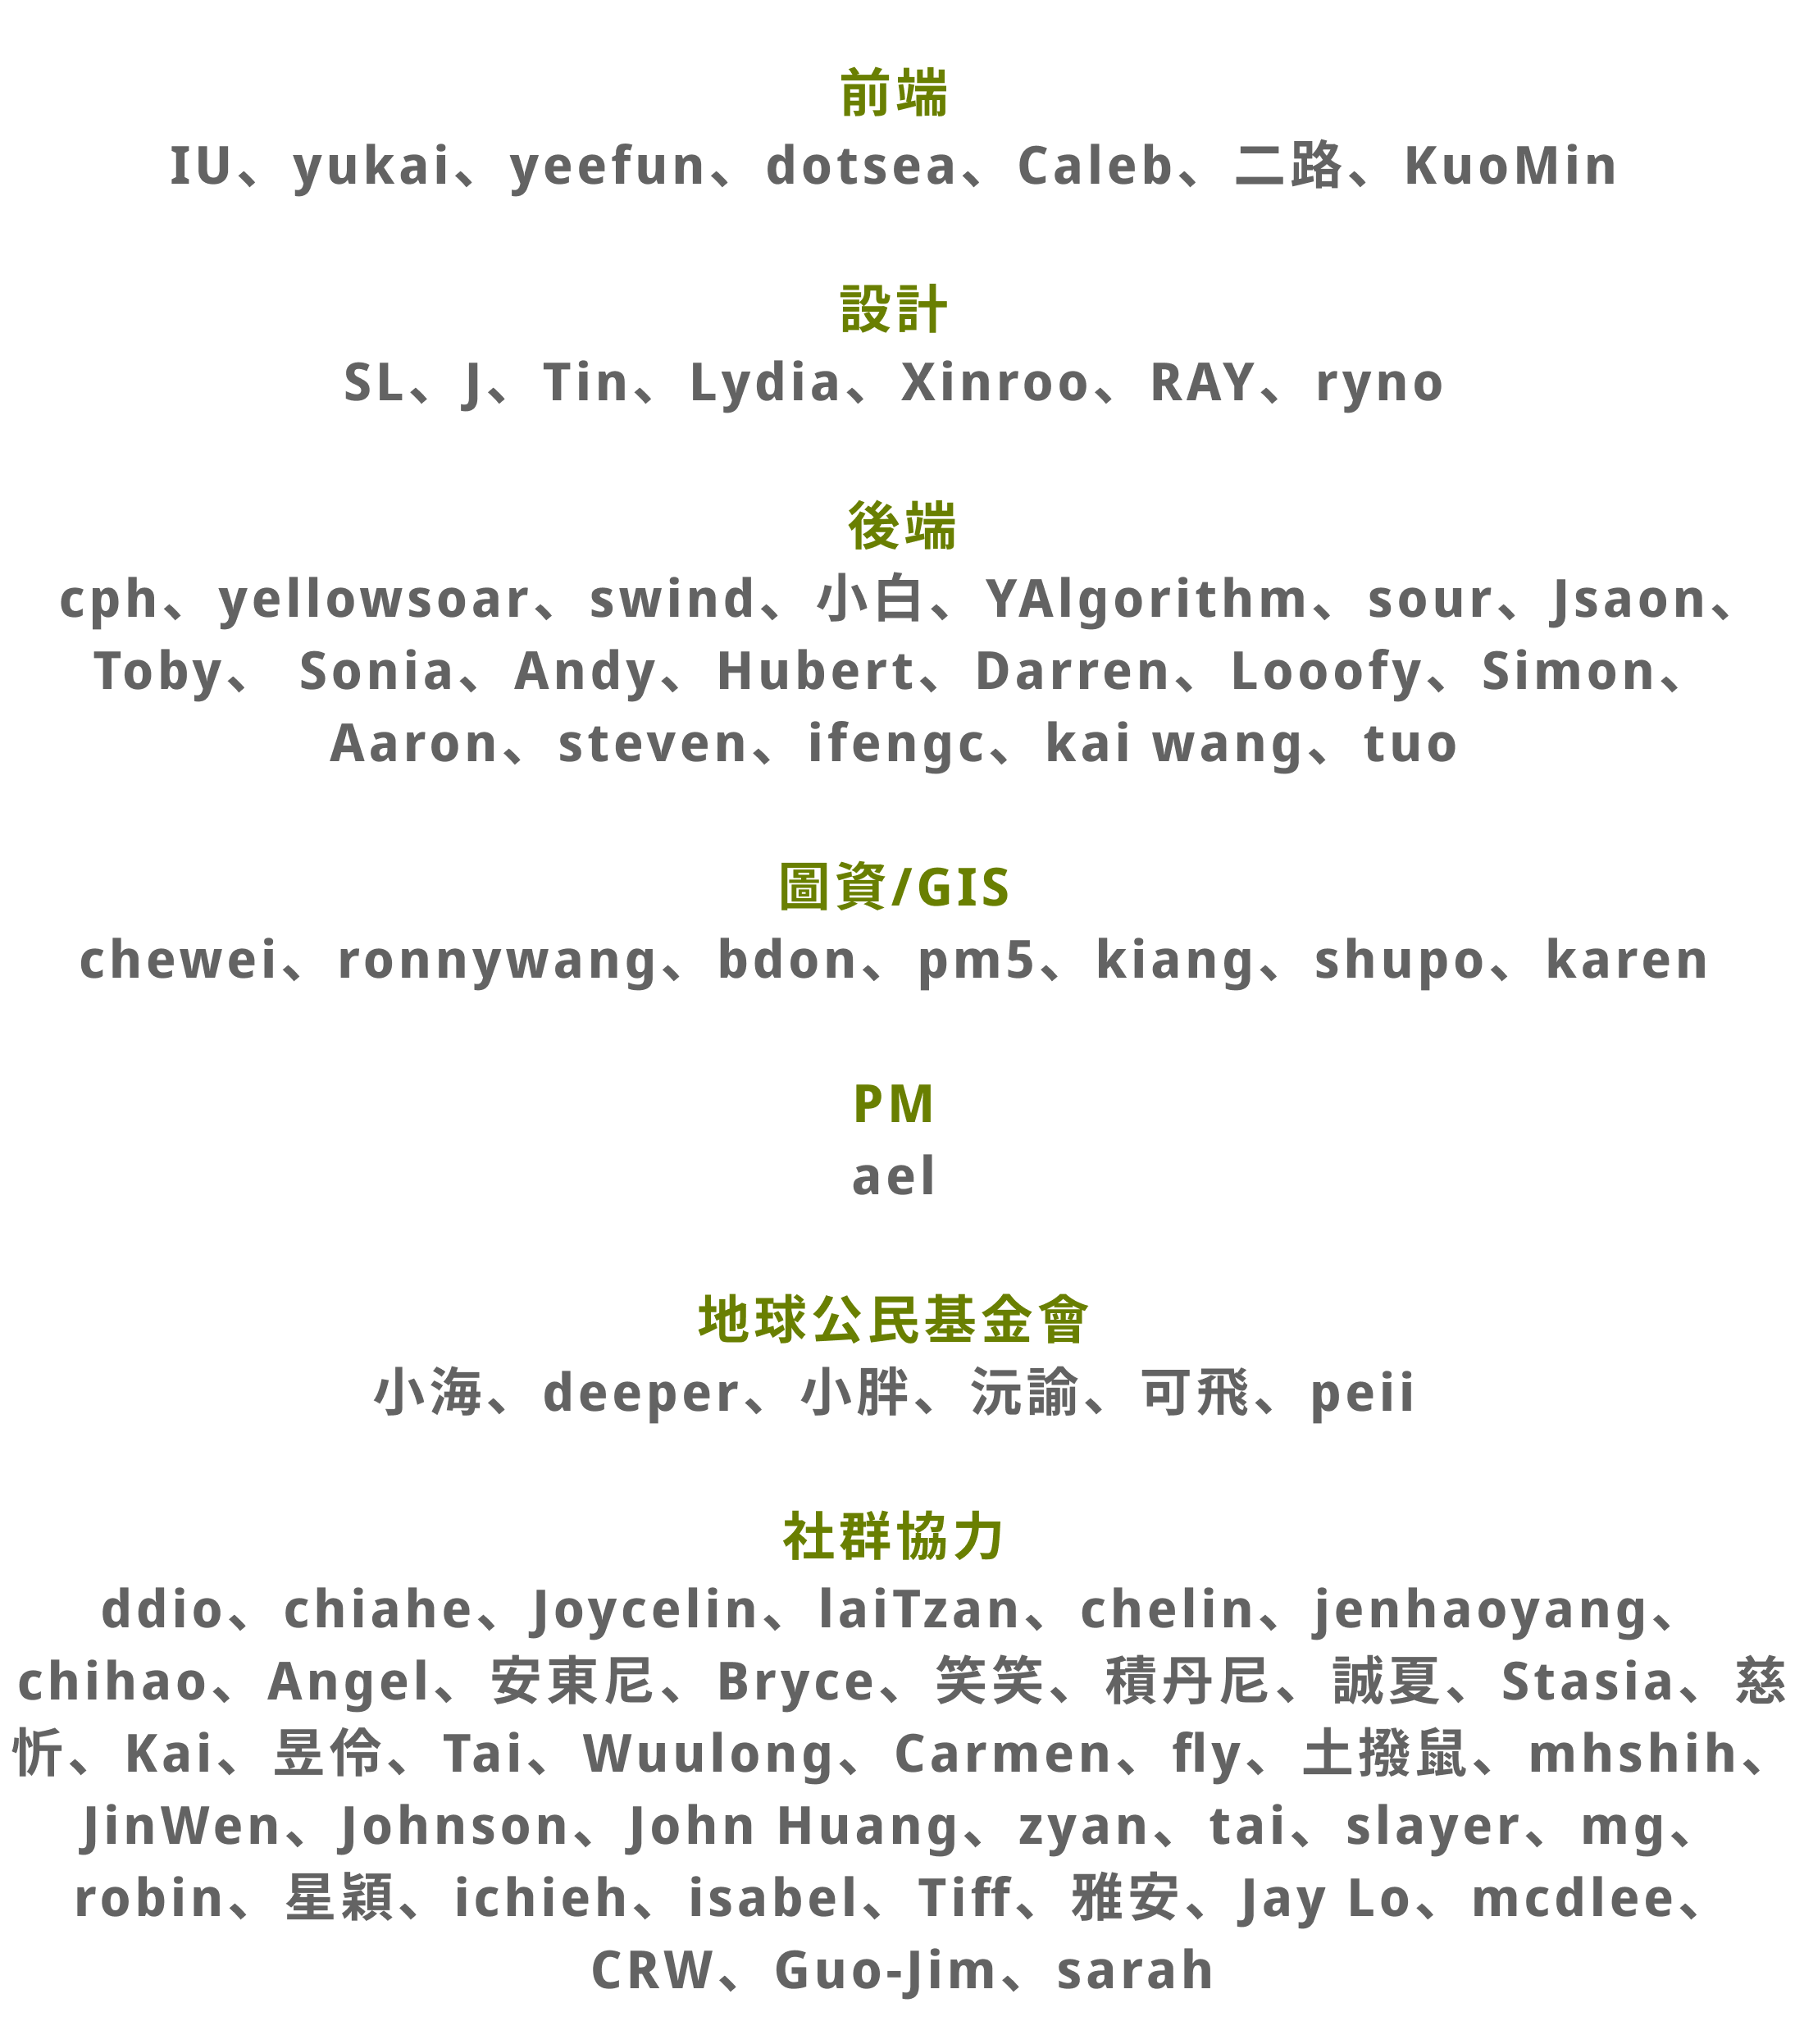 前端
IU、yukai、yeefun、dotsea、Caleb、二路、KuoMin
設計
SL、J、Tin、Lydia、Xinroo、RAY、ryno
後端
cph、yellowsoar、swind、小白、YAlgorithm、sour、Jsaon、
Toby、 Sonia、Andy、Hubert、Darren、Looofy、Simon、
Aaron、steven、ifengc、kai wang、tuo
圖資/GIS
chewei、ronnywang、bdon、pm5、kiang、shupo、karen
PM
ael
地球公民基金會
小海、deeper、小胖、沅諭、可飛、peii
社群協力
ddio、chiahe、Joycelin、laiTzan、chelin、jenhaoyang、
chihao、Angel、安東尼、Bryce、笑笑、積丹尼、誠夏、Stasia、慈
忻、Kai、昱伶、Tai、Wuulong、Carmen、fly、土撥鼠、mhshih、
JinWen、Johnson、John Huang、zyan、tai、slayer、mg、
robin、星穎、ichieh、isabel、Tiff、雅安、Jay Lo、mcdlee、
CRW、Guo-Jim、sarah